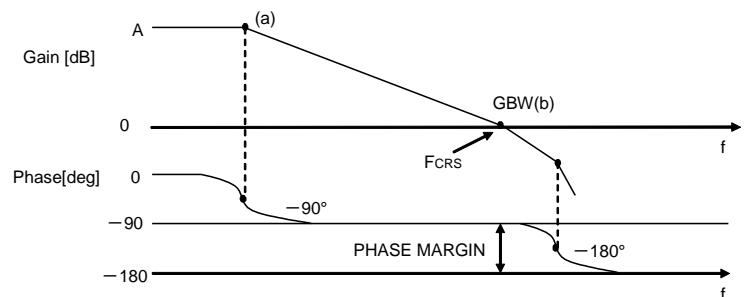 (a)
A
Gain [dB]
GBW(b)
0
FCRS
f
Phase[deg]
0
−90°
−90
PHASE MARGIN
−180°
−180
f